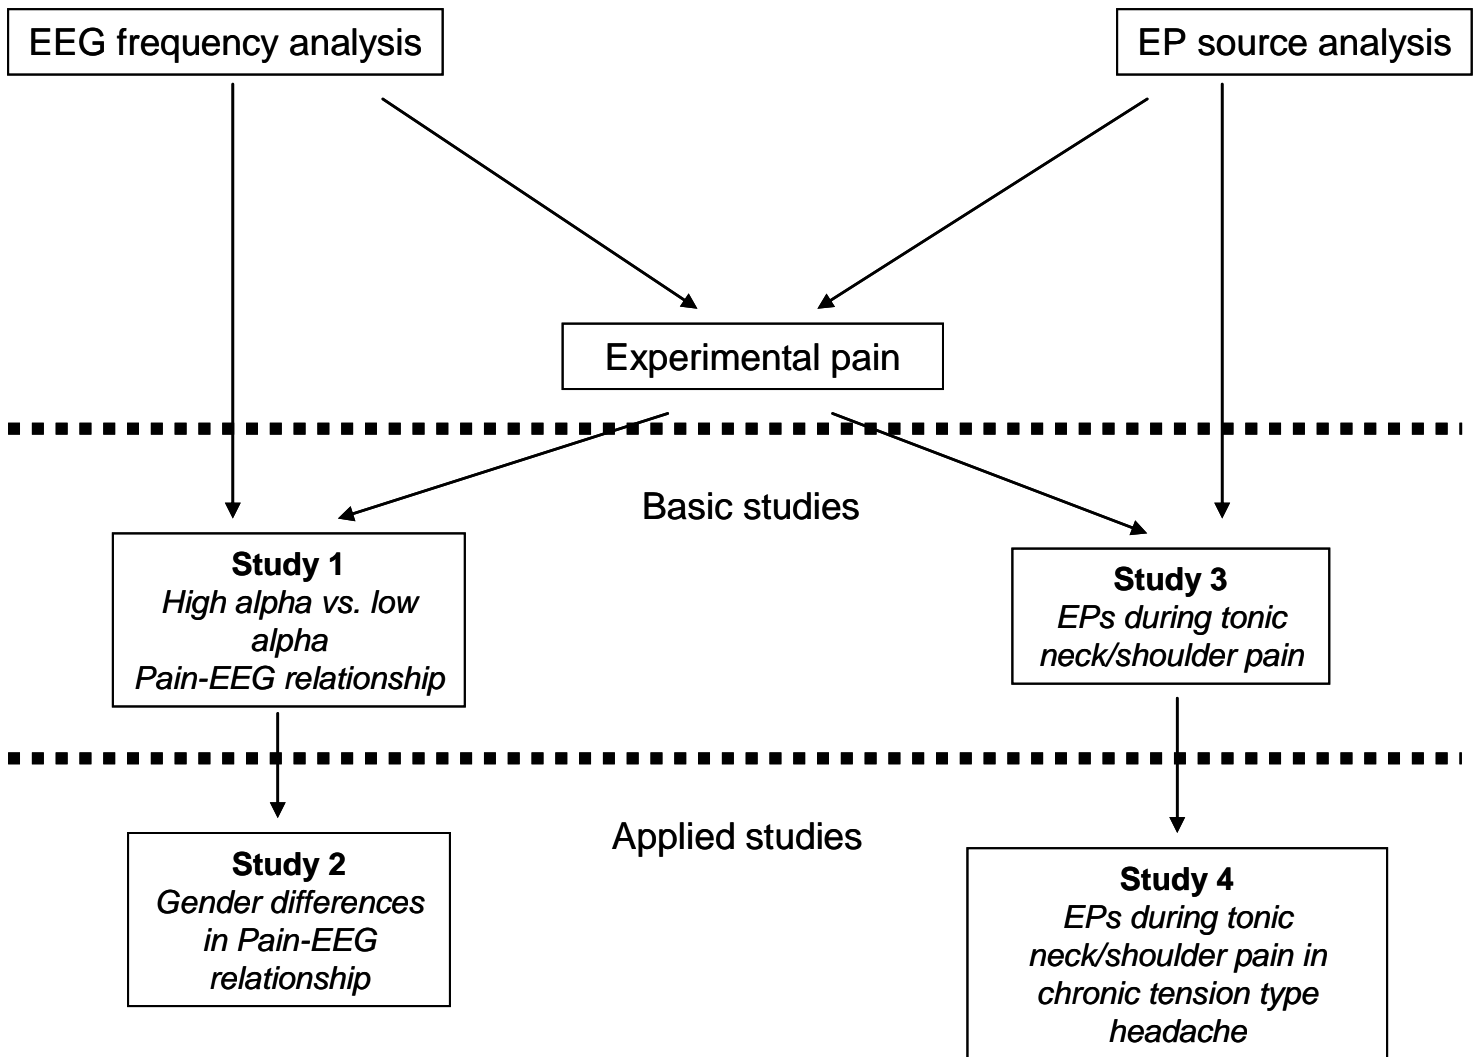 EEG frequency analysis
EP source analysis
Experimental pain
Basic studies
Study 1
High alpha vs. low
alpha
Pain-EEG relationship
Study 3
EPs during tonic
neck/shoulder pain
Applied studies
Study 2
Gender differences
in Pain-EEG
relationship
Study 4
EPs during tonic
neck/shoulder pain in
chronic tension type
headache